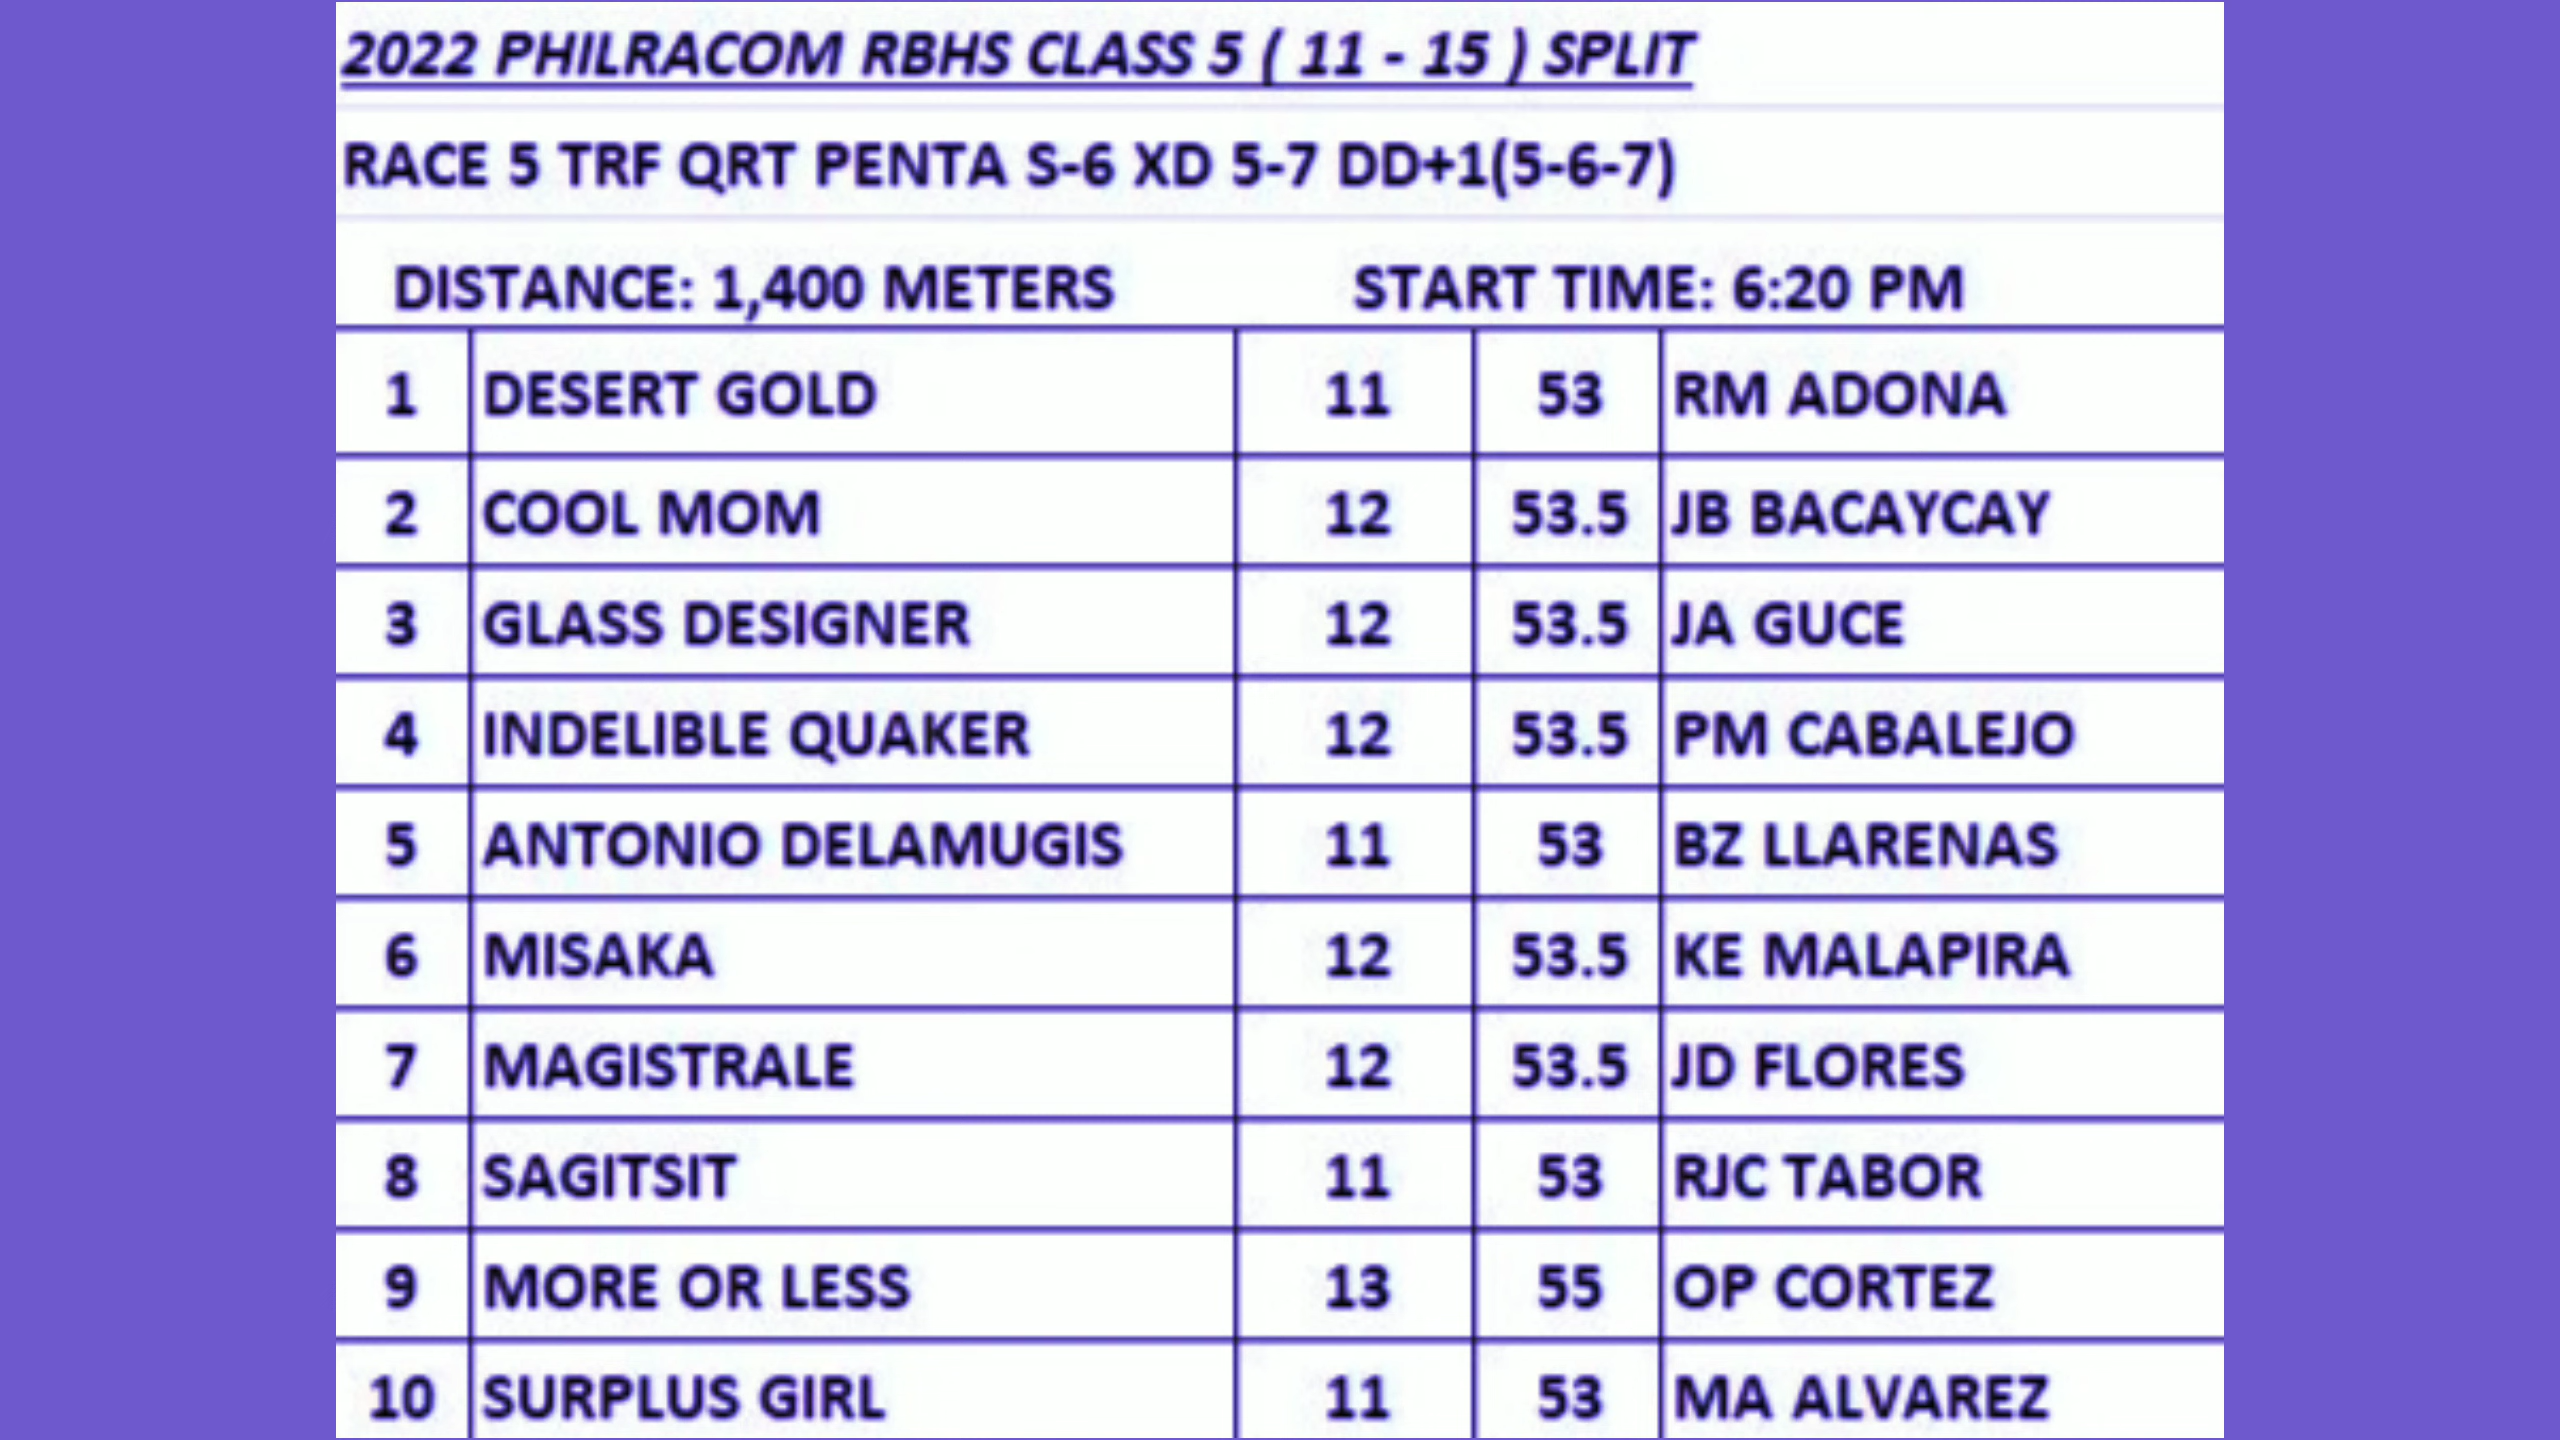 2022 PHILRACOM RBHS CLASS 5 ( 11 - 15 ) SPLIT
RACE 5 TRF QRT PENTA S-6 XD 5-7 DD+1(5-6-7)
DISTANCE: 1,400 METERS START TIME: 6:20 PM
1 DESERT GOLD 11 53 RM ADONA
2 COOL MOM 12 53.5 JB BACAYCAY
3 GLASS DESIGNER 12 53.5 JA GUCE
4 INDELIBLE QUAKER 12 53.5 PM CABALEJO
5 ANTONIO DELAMUGIS 11 53 BZ LLARENAS
6 MISAKA 12 53.5 KE MALAPIRA
7 MAGISTRALE 12 53.5 JD FLORES
8 SAGITSIT 11 53 RJC TABOR
9 MORE OR LESS 13 55 OP CORTEZ
10 SURPLUS GIRL 11 53 MA ALVAREZ